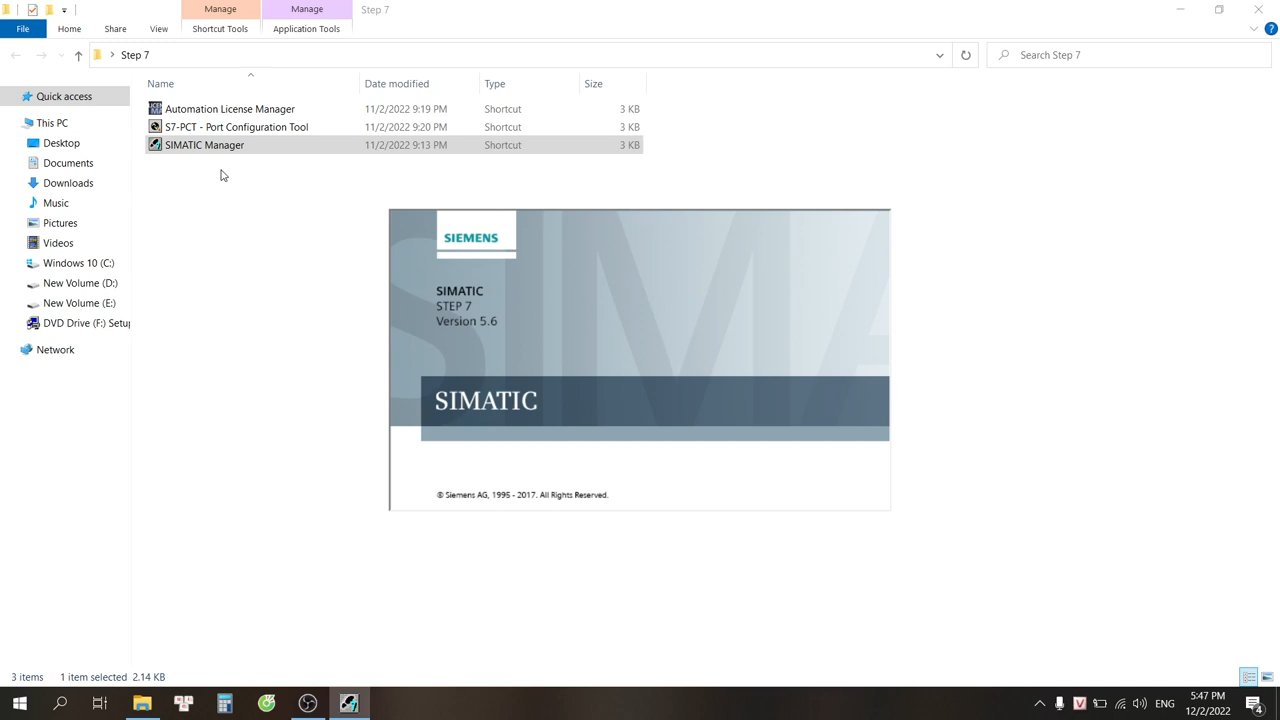 Manage
Manage
Step 7
File
Home
Share
View
Shortcut Tools
Application Tools
Step 7
Search Step 7
Name
Date modified
Type
Size
Quick access
Automation License Manager
11/2/2022 9:19 PM
Shortcut
3 KB
This PC
S7-PCT - Port Configuration Tool
11/2/2022 9:20 PM
Shortcut
3 KB
Desktop
SIMATIC Manager
11/2/2022 9:13 PM
Shortcut
3 KB
Documents
Downloads
Music
Pictures
Videos
Windows 10 (C:)
New Volume (D:)
New Volume (E:)
DVD Drive (F:) Setup
Network
SIEMENS
SIMATIC
STEP 7
Version 5.6
SIMATIC
© Siemens AG, 1995 - 2017. All Rights Reserved.
3 items
1 item selected 2.14 KB
ENG
5:47 PM
12/2/2022
4